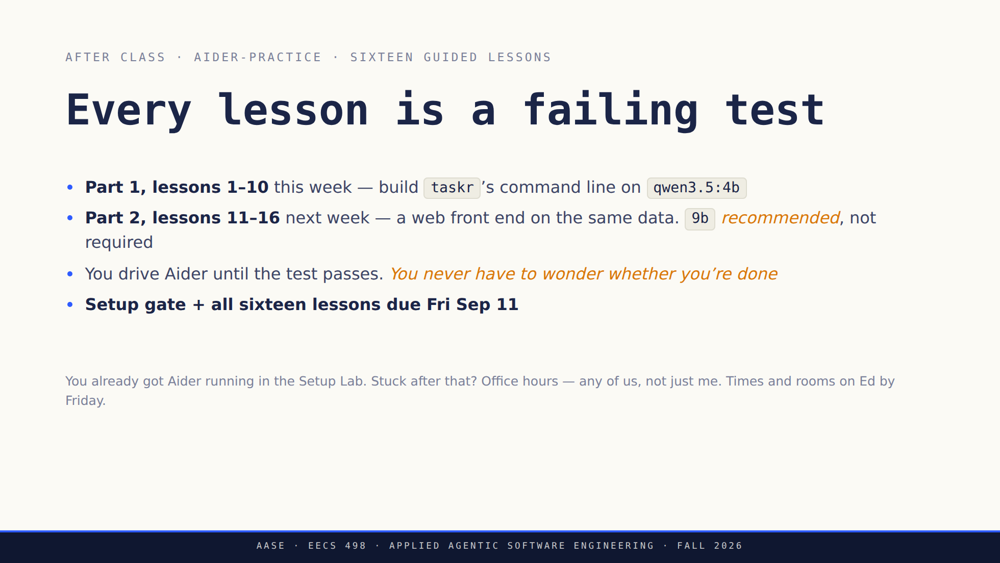 AFTER CLASS · AIDER-PRACTICE · SIXTEEN GUIDED LESSONS
Every lesson is a failing test
• Part 1, lessons 1–10 this week — build taskr’s command line on qwen3.5:4b
• Part 2, lessons 11–16 next week — a web front end on the same data. 9b recommended, not
required
• You drive Aider until the test passes. You never have to wonder whether you’re done
• Setup gate + all sixteen lessons due Fri Sep 11
You already got Aider running in the Setup Lab. Stuck after that? Office hours — any of us, not just me. Times and rooms on Ed by
Friday.
AASE · EECS 498 · APPLIED AGENTIC SOFTWARE ENGINEERING · FALL 2026